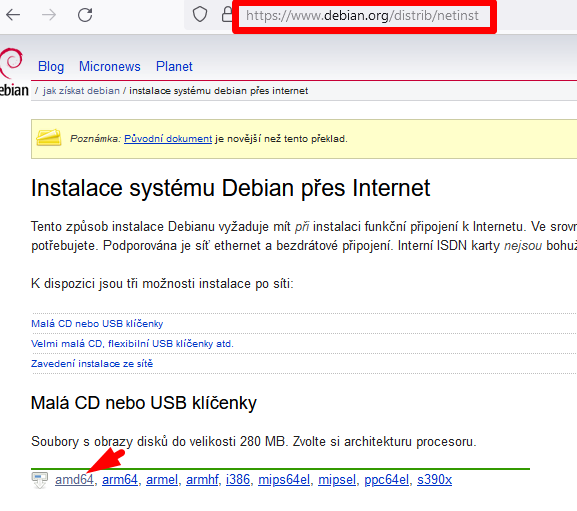 https://www.debian.org/distrib/netinst
Blog Micronews Planet
ebian / jak získat debian / instalace systému debian přes internet
Poznámka: Původní dokument je novější než tento překlad.
Instalace systému Debian přes Internet
Tento způsob instalace Debianu vyžaduje mít při instalaci funkční připojení k Internetu. Ve srovn
potřebujete. Podporována je síť ethernet a bezdrátové připojení. Interní ISDN karty nejsou bohuž
K dispozici jsou tři možnosti instalace po síti:
Malá CD nebo USB klíčenky
Velmi malá CD, flexibilní USB klíčenky atd.
Zavedení instalace ze sítě
Malá CD nebo USB klíčenky
Soubory s obrazy disků do velikosti 280 MB. Zvolte si architekturu procesoru.
amd64, arm64, armel, armhf, i386, mips64el, mipsel, ppc64el, s390x